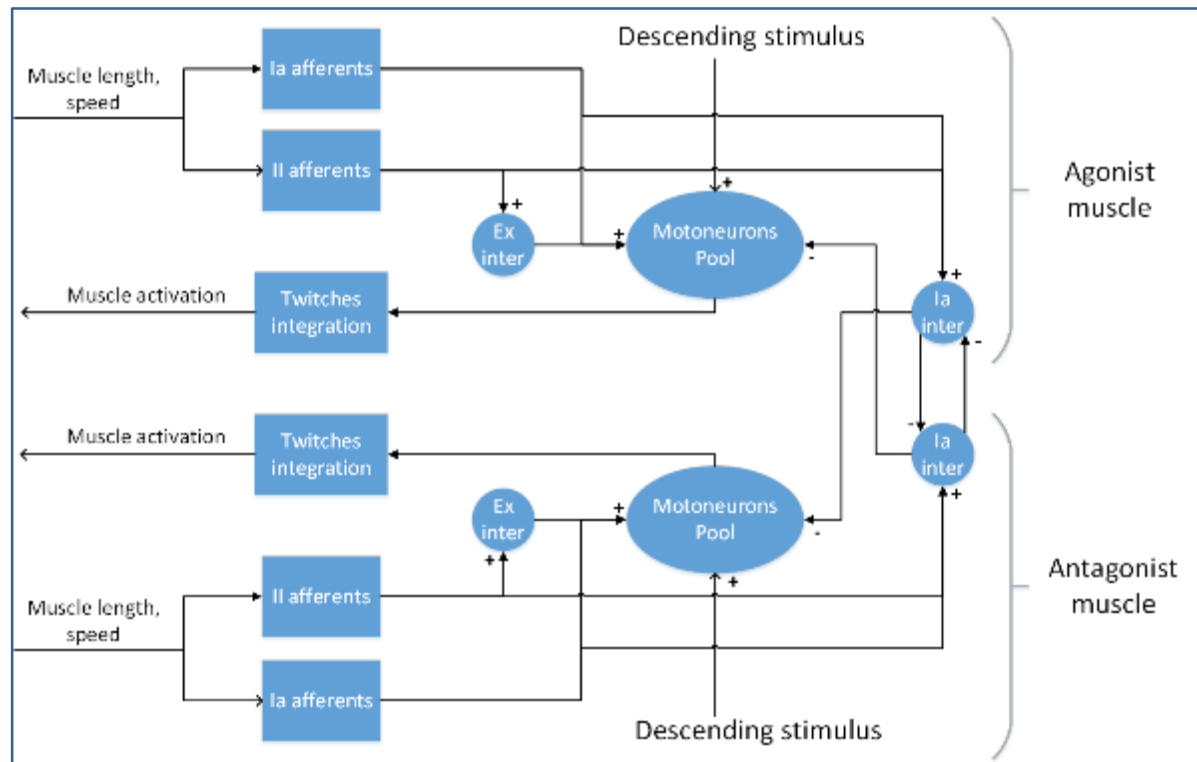 Descending stimulus
Muscle length,
speed
Ia afferents
II afferents
+
+
Ex
inter
+
Motoneurons
Pool
-
Agonist
muscle
+
Ia
inter
-
Muscle activation
Twitches
integration
-
Ia
inter
+
Muscle activation
Twitches
integration
Ex
inter
+
+
Motoneurons
Pool
-
+
Antagonist
muscle
II afferents
Muscle length,
speed
Ia afferents
Descending stimulus